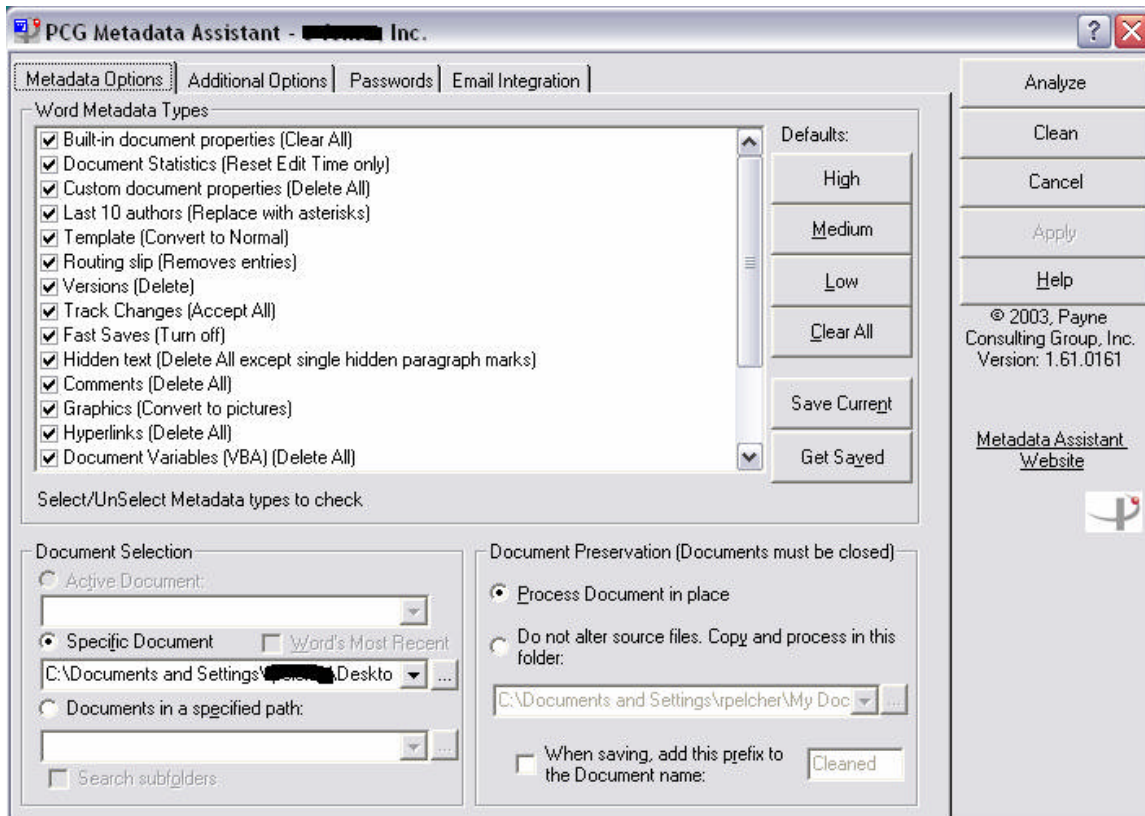 PCG Metadata Assistant - Inc.
Metadata Options
Additional Options
Passwords
Email Integration
Word Metadata Types
Built-in document properties (Clear All)
Document Statistics (Reset Edit Time only)
Custom document properties (Delete All)
Last 10 authors (Replace with asterisks)
Template (Convert to Normal)
Routing slip (Removes entries)
Versions (Delete)
Track Changes (Accept All)
Fast Saves (Turn off)
Hidden text (Delete All except single hidden paragraph marks)
Comments (Delete All)
Graphics (Convert to pictures)
Hyperlinks (Delete All)
Document Variables (VBA) (Delete All)
Select/UnSelect Metadata types to check
Defaults:
High
Medium
Low
Clear All
Save Current
Get Saved
Document Selection
Active Document:
Specific Document
Word's Most Recent
C:\Documents and Settings\ \Deskto
...
Documents in a specified path:
...
Search subfolders
Document Preservation (Documents must be closed)
Process Document in place
Do not alter source files. Copy and process in this
folder:
C:\Documents and Settings\rpelcher\My Doc
...
When saving, add this prefix to
the Document name:
Cleaned
Analyze
Clean
Cancel
Apply
Help
© 2003, Payne
Consulting Group, Inc.
Version: 1.61.0161
Metadata Assistant
Website